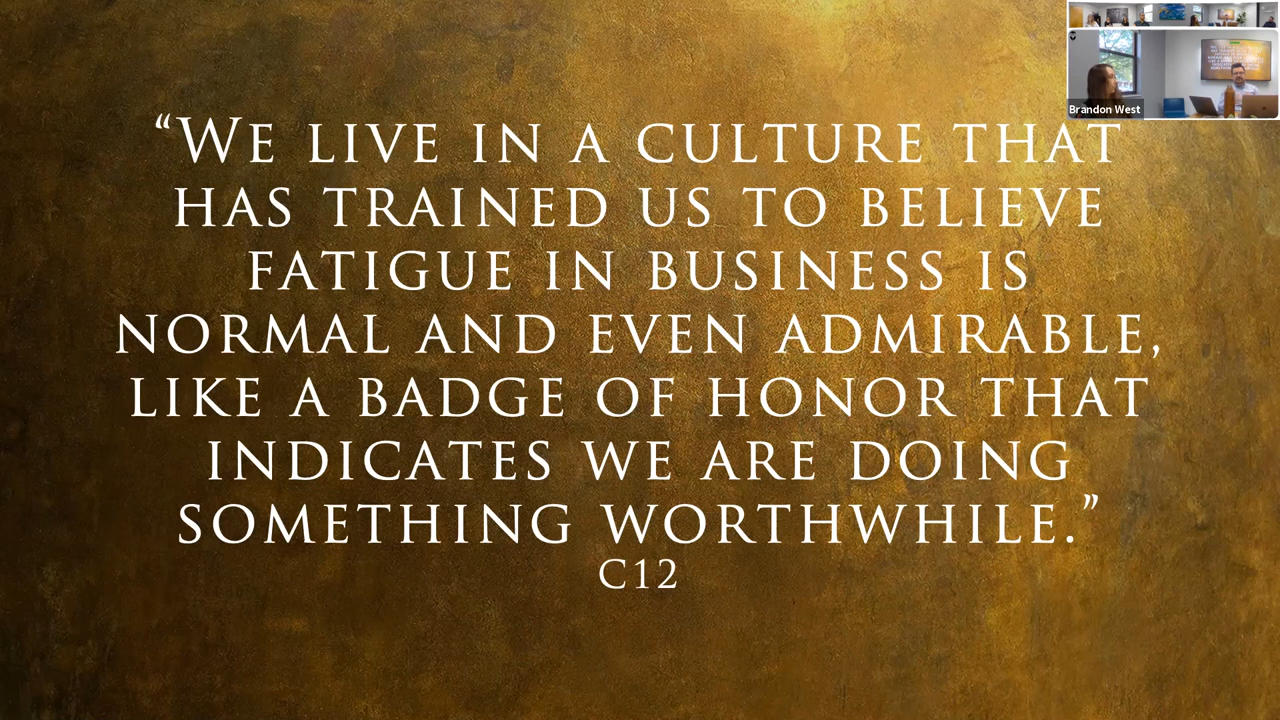 Brandon West
“WE LIVE IN A CULTURE THAT
HAS TRAINED US TO BELIEVE
FATIGUE IN BUSINESS IS
NORMAL AND EVEN ADMIRABLE,
LIKE A BADGE OF HONOR THAT
INDICATES WE ARE DOING
SOMETHING WORTHWHILE.”
C12